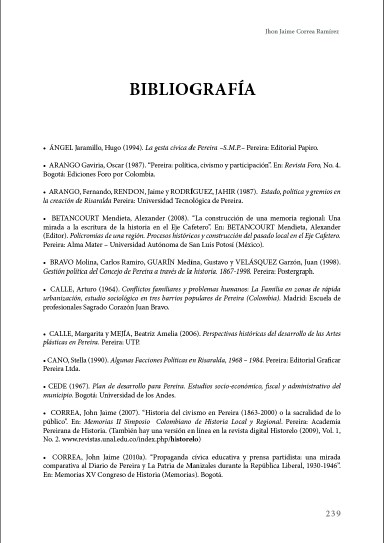 Jhon Jaime Correa Ramírez
BIBLIOGRAFÍA
• ÁNGEL Jaramillo, Hugo (1994). La gesta cívica de Pereira –S.M.P.– Pereira: Editorial Papiro.
• ARANGO Gaviria, Oscar (1987). “Pereira: política, civismo y participación”. En: Revista Foro, No. 4.
Bogotá: Ediciones Foro por Colombia.
• ARANGO, Fernando, RENDON, Jaime y RODRÍGUEZ, JAHIR (1987). Estado, política y gremios en
la creación de Risaralda Pereira: Universidad Tecnológica de Pereira.
• BETANCOURT Mendieta, Alexander (2008). “La construcción de una memoria regional: Una
mirada a la escritura de la historia en el Eje Cafetero”. En: BETANCOURT Mendieta, Alexander
(Editor). Policromías de una región. Procesos históricos y construcción del pasado local en el Eje Cafetero.
Pereira: Alma Mater – Universidad Autónoma de San Luis Potosí (México).
• BRAVO Molina, Carlos Ramiro, GUARÍN Medina, Gustavo y VELÁSQUEZ Garzón, Juan (1998).
Gestión política del Concejo de Pereira a través de la historia. 1867-1998. Pereira: Postergraph.
• CALLE, Arturo (1964). Conflictos familiares y problemas humanos: La Familia en zonas de rápida
urbanización, estudio sociológico en tres barrios populares de Pereira (Colombia). Madrid: Escuela de
profesionales Sagrado Corazón Juan Bravo.
• CALLE, Margarita y MEJÍA, Beatriz Amelia (2006). Perspectivas históricas del desarrollo de las Artes
plásticas en Pereira. Pereira: UTP.
• CANO, Stella (1990). Algunas Facciones Políticas en Risaralda, 1968 – 1984. Pereira: Editorial Graficar
Pereira Ltda.
• CEDE (1967). Plan de desarrollo para Pereira. Estudios socio-económico, fiscal y administrativo del
municipio. Bogotá: Universidad de los Andes.
• CORREA, John Jaime (2007). “Historia del civismo en Pereira (1863-2000) o la sacralidad de lo
público”. En: Memorias II Simposio Colombiano de Historia Local y Regional. Pereira: Academia
Pereirana de Historia. (También hay una versión en línea en la revista digital Historelo (2009), Vol. 1,
No. 2. www.revistas.unal.edu.co/index.php/historelo)
• CORREA, John Jaime (2010a). “Propaganda cívica educativa y prensa partidista: una mirada
comparativa al Diario de Pereira y La Patria de Manizales durante la República Liberal, 1930-1946”.
En: Memorias XV Congreso de Historia (Memorias). Bogotá.
239